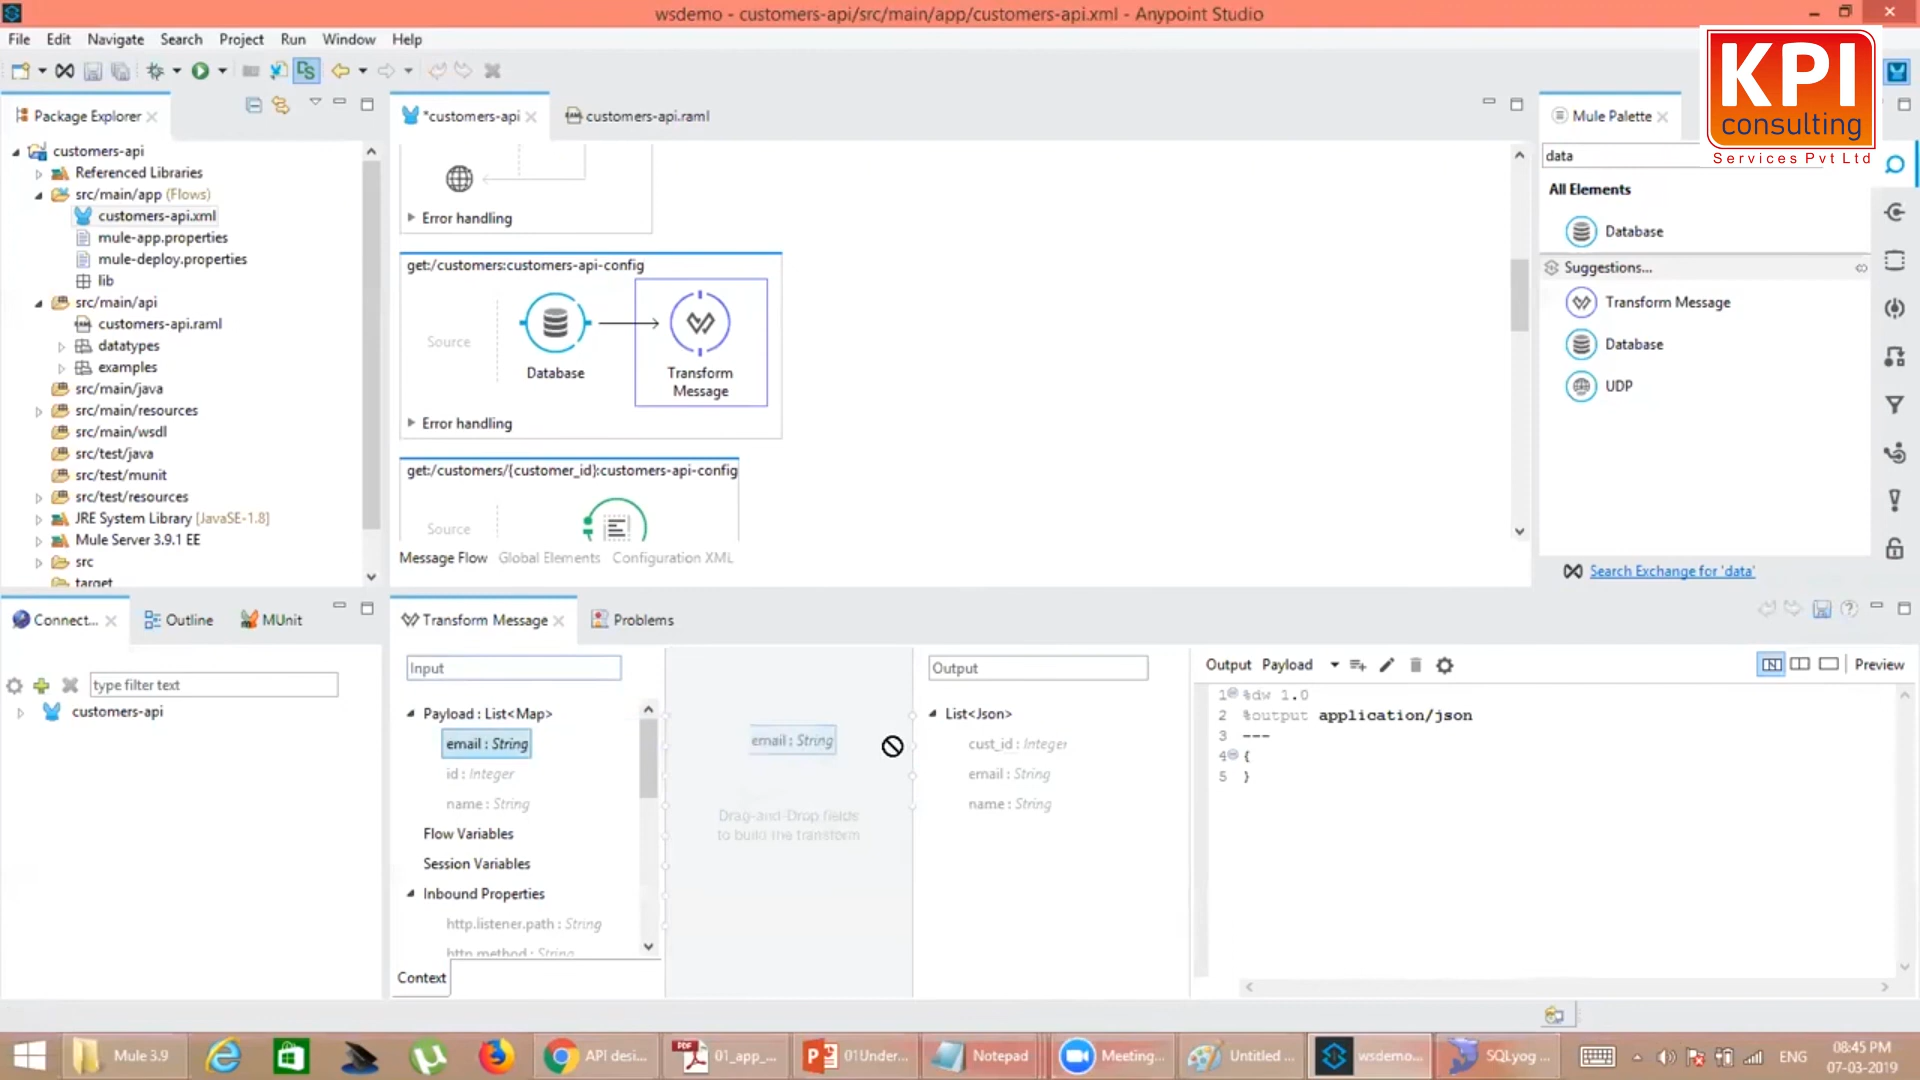 wsdemo - customers-api/src/main/app/customers-api.xml - Anypoint Studio
File Edit Navigate Search Project Run Window Help
KPI
consulting
Services Pvt Ltd
Package Explorer
*customers-api
customers-api.raml
Mule Palette
customers-api
Referenced Libraries
src/main/app (Flows)
customers-api.xml
mule-app.properties
mule-deploy.properties
lib
src/main/api
customers-api.raml
datatypes
examples
src/main/java
src/main/resources
src/main/wsdl
src/test/java
src/test/munit
src/test/resources
JRE System Library [JavaSE-1.8]
Mule Server 3.9.1 EE
src
target
Error handling
get:/customers:customers-api-config
Source
Database
Transform
Message
Error handling
get:/customers/{customer_id}:customers-api-config
Source
Message Flow Global Elements Configuration XML
data
All Elements
Database
Suggestions...
Transform Message
Database
UDP
Search Exchange for 'data'
Connect...
Outline
MUnit
type filter text
customers-api
Transform Message
Problems
Input
Payload : List<Map>
email : String
id : Integer
name : String
Flow Variables
Session Variables
Inbound Properties
http.listener.path : String
http.method : String
Context
email : String
Drag-and-Drop fields
to build the transform
Output
List<Json>
cust_id : Integer
email : String
name : String
Output Payload
Preview
1 %dw 1.0
2 %output application/json
3 ---
4 {
5 }
Mule 3.9
API desi...
01_app_...
01Under...
Notepad
Meeting...
Untitled ...
wsdemo...
SQLyog ...
ENG
08:45 PM
07-03-2019